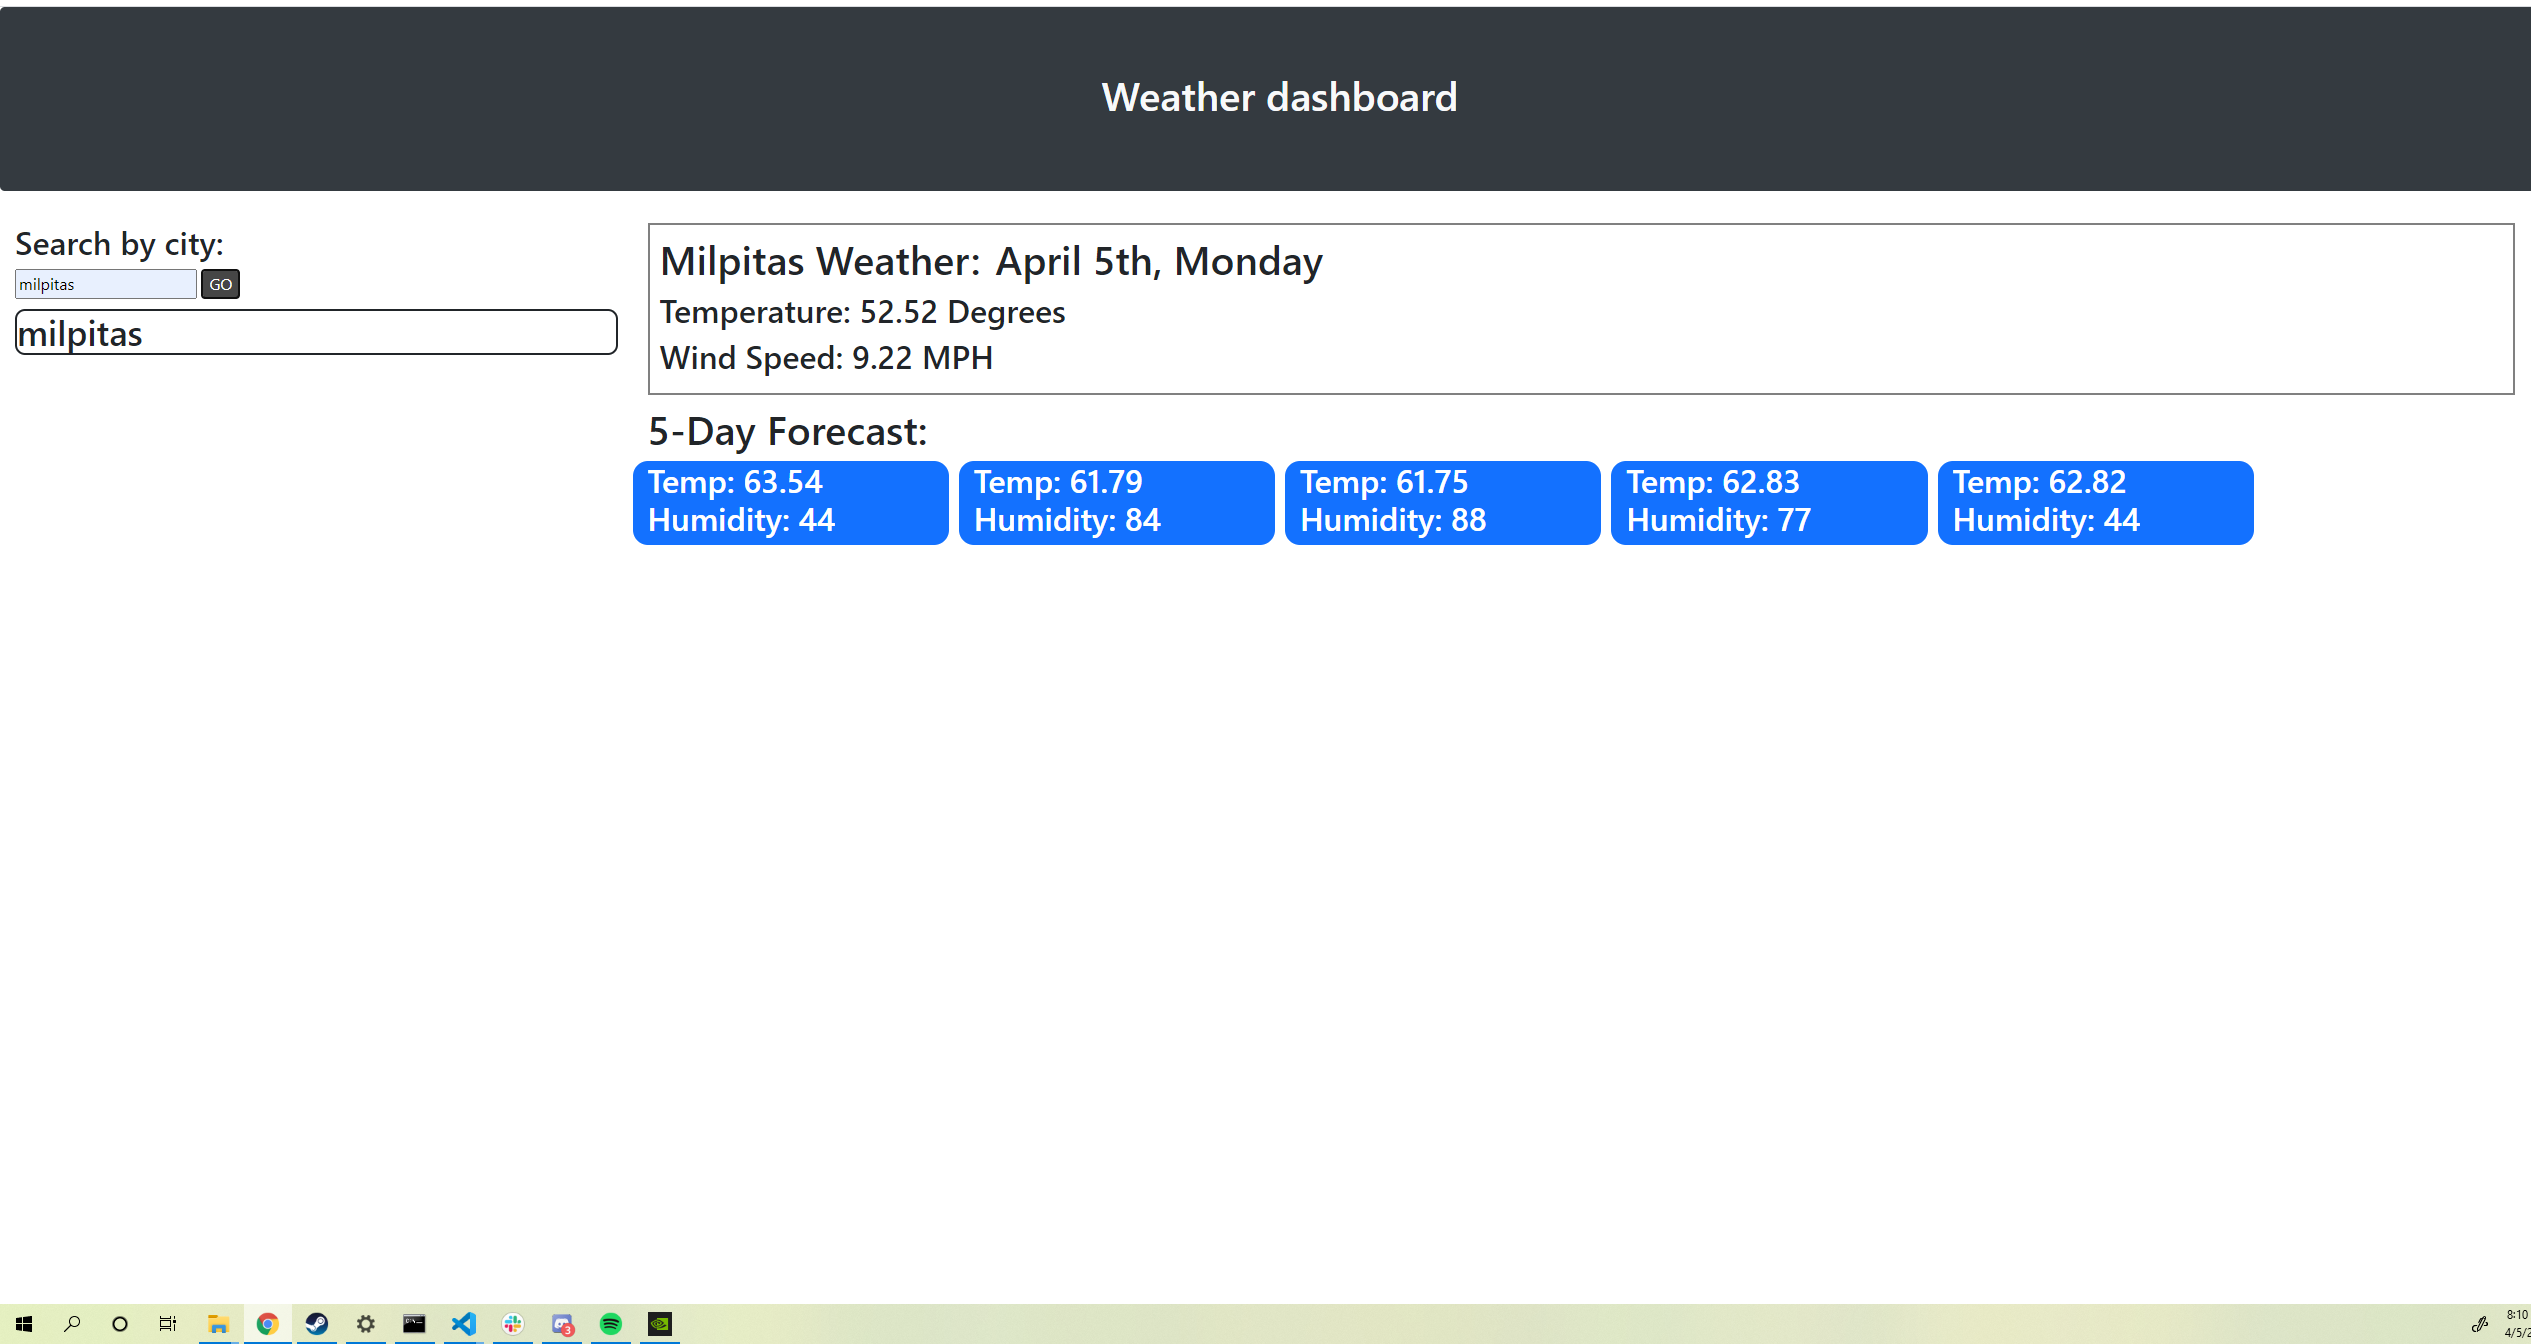 Weather dashboard
Search by city:
milpitas GO
milpitas
Milpitas Weather: April 5th, Monday
Temperature: 52.52 Degrees
Wind Speed: 9.22 MPH
5-Day Forecast:
Temp: 63.54
Humidity: 44
Temp: 61.79
Humidity: 84
Temp: 61.75
Humidity: 88
Temp: 62.83
Humidity: 77
Temp: 62.82
Humidity: 44
3
8:10
4/5/2